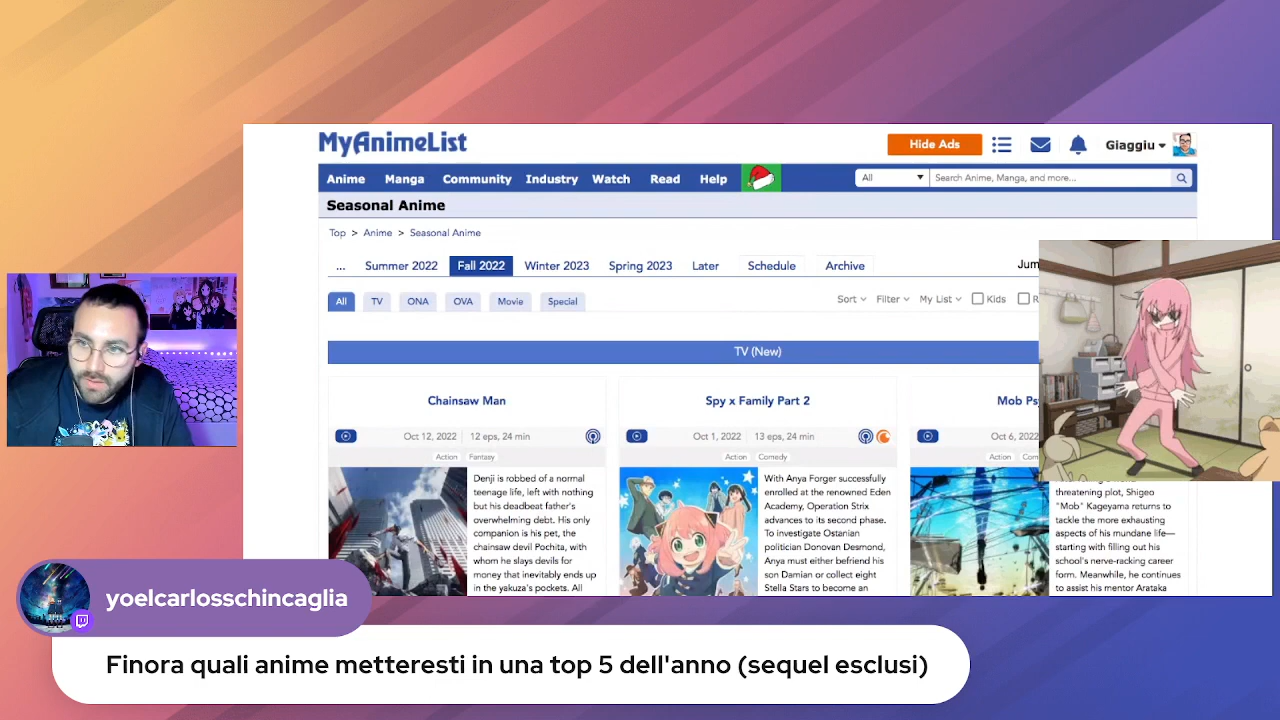 MyAnimeList
Hide Ads
Giaggiu
Anime Manga Community Industry Watch Read Help
All
Search Anime, Manga, and more...
Seasonal Anime
Top > Anime > Seasonal Anime
... Summer 2022 Fall 2022 Winter 2023 Spring 2023 Later Schedule Archive Jum
All TV ONA OVA Movie Special
Sort Filter My List Kids R
TV (New)
Chainsaw Man
Oct 12, 2022 12 eps, 24 min
Action Fantasy
Denji is robbed of a normal
teenage life, left with nothing
but his deadbeat father's
overwhelming debt. His only
companion is his pet, the
chainsaw devil Pochita, with
whom he slays devils for
money that inevitably ends up
in the yakuza's pockets. All
Spy x Family Part 2
Oct 1, 2022 13 eps, 24 min
Action Comedy
With Anya Forger successfully
enrolled at the renowned Eden
Academy, Operation Strix
advances to its second phase.
To investigate Ostanian
politician Donovan Desmond,
Anya must either befriend his
son Damian or collect eight
Stella Stars to become an
Mob Ps
Oct 6, 2022
Action Com
threatening plot, Shigeo
"Mob" Kageyama returns to
tackle the more exhausting
aspects of his mundane life—
starting with filling out his
school's nerve-racking career
form. Meanwhile, he continues
to assist his mentor Arataka
yoelcarlosschincaglia
Finora quali anime metteresti in una top 5 dell'anno (sequel esclusi)